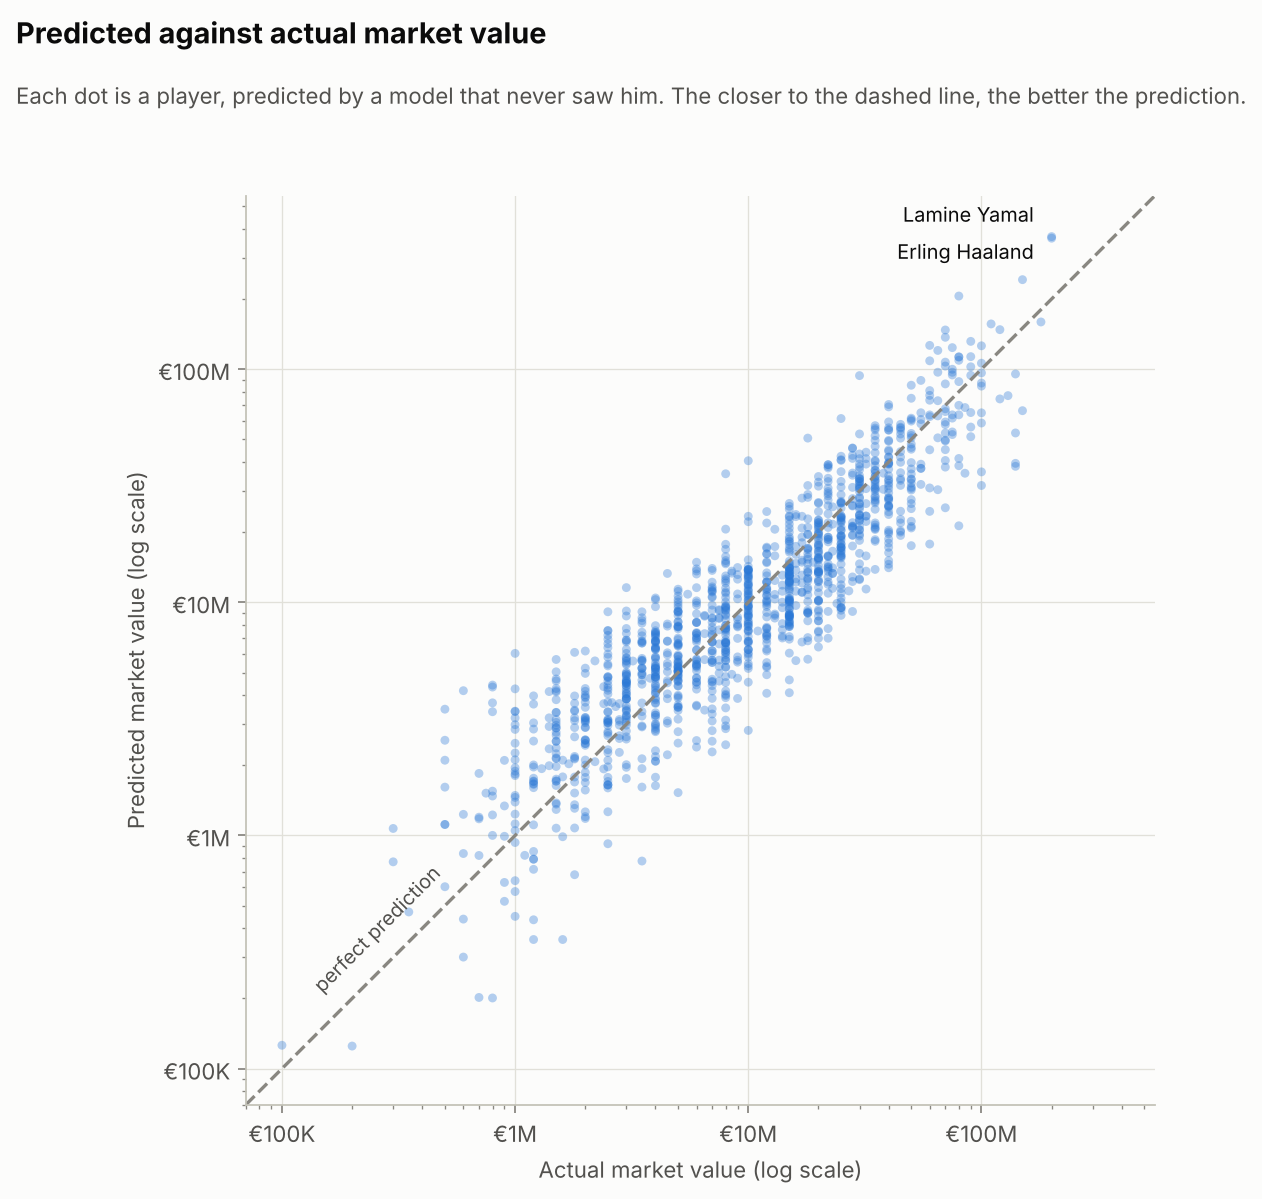 Predicted against actual market value
Each dot is a player, predicted by a model that never saw him. The closer to the dashed line, the better the prediction.
Lamine Yamal
Erling Haaland
€100M
€10M
€1M
€100K
Predicted market value (log scale)
perfect prediction
€100K
€1M
€10M
€100M
Actual market value (log scale)